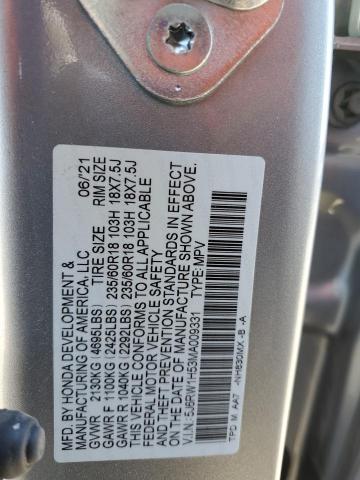 MFD.BY HONDA DEVELOPMENT & 06/'21
MANUFACTURING OF AMERICA, LLC
GVWR 2130KG (4695LBS) TIRE SIZE RIM SIZE
GAWR F 1100KG (2425LBS) 235/60R18 103H 18X7.5J
GAWR R 1040KG (2292LBS) 235/60R18 103H 18X7.5J
THIS VEHICLE CONFORMS TO ALL APPLICABLE
FEDERAL MOTOR VEHICLE SAFETY
& THEFT PREVENTION STANDARDS IN EFFECT
ON THE DATE OF MANUFACTURE SHOWN ABOVE.
V.I.N.: 5J6RW1H53MA009331 TYPE:MPV
TPD M AA7 -NH830MX -B -A